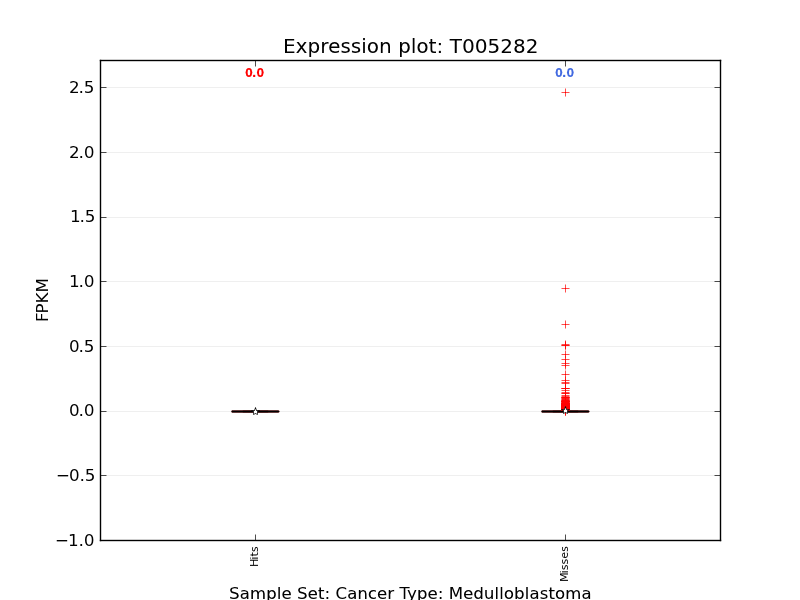 Expression plot: T005282
0.0 0.0
2.5
2.0
1.5
1.0
0.5
0.0
−0.5
−1.0
FPKM
Hits Misses
Sample Set: Cancer Type: Medulloblastoma